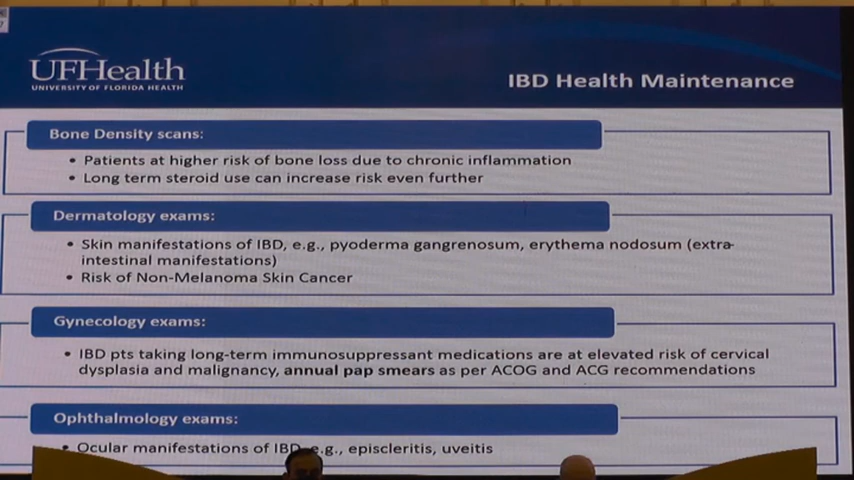 UFHealth
UNIVERSITY OF FLORIDA HEALTH
IBD Health Maintenance
Bone Density scans:
• Patients at higher risk of bone loss due to chronic inflammation
• Long term steroid use can increase risk even further
Dermatology exams:
• Skin manifestations of IBD, e.g., pyoderma gangrenosum, erythema nodosum (extra-
intestinal manifestations)
• Risk of Non-Melanoma Skin Cancer
Gynecology exams:
• IBD pts taking long-term immunosuppressant medications are at elevated risk of cervical
dysplasia and malignancy, annual pap smears as per ACOG and ACG recommendations
Ophthalmology exams:
• Ocular manifestations of IBD, e.g., episcleritis, uveitis